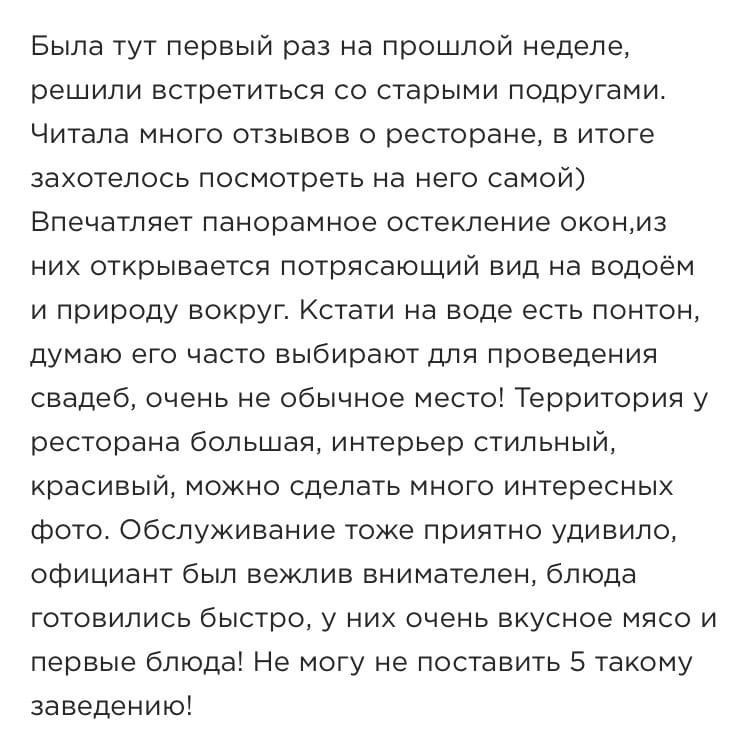 Была тут первый раз на прошлой неделе,
решили встретиться со старыми подругами.
Читала много отзывов о ресторане, в итоге
захотелось посмотреть на него самой)
Впечатляет панорамное остекление окон,из
них открывается потрясающий вид на водоём
и природу вокруг. Кстати на воде есть понтон,
думаю его часто выбирают для проведения
свадеб, очень не обычное место! Территория у
ресторана большая, интерьер стильный,
красивый, можно сделать много интересных
фото. Обслуживание тоже приятно удивило,
официант был вежлив внимателен, блюда
готовились быстро, у них очень вкусное мясо и
первые блюда! Не могу не поставить 5 такому
заведению!